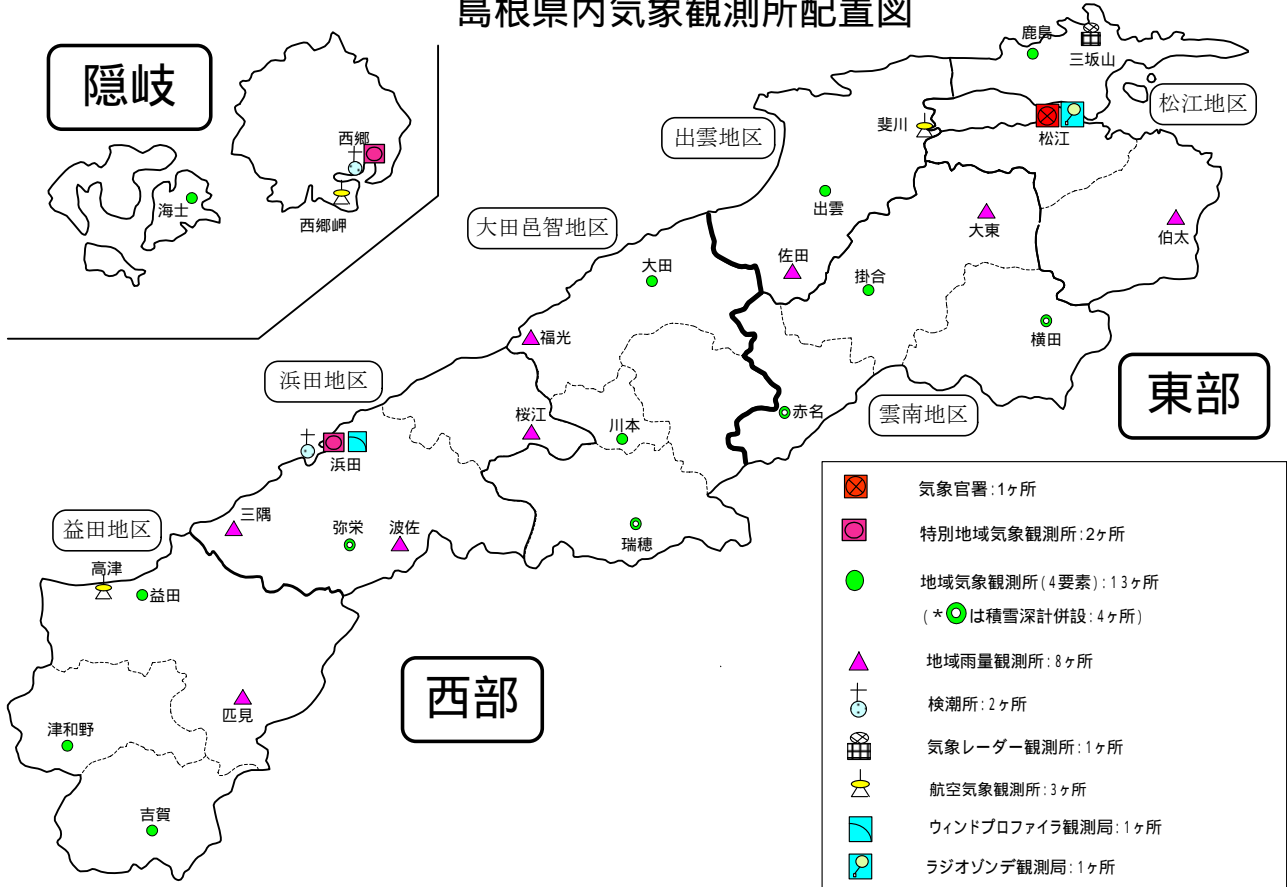 島根県内気象観測所配置図
隠岐
西郷
海士
西郷岬
鹿島
三坂山
松江地区
出雲地区
斐川
松江
出雲
大東
伯太
大田邑智地区
佐田
大田
掛合
横田
福光
東部
浜田地区
雲南地区
桜江
川本
赤名
浜田
三隅
弥栄
波佐
瑞穂
益田地区
高津
益田
西部
匹見
津和野
吉賀
気象官署:1ヶ所
特別地域気象観測所:2ヶ所
地域気象観測所(4要素):13ヶ所
(*は積雪深計併設:4ヶ所)
地域雨量観測所:8ヶ所
検潮所:2ヶ所
気象レーダー観測所:1ヶ所
航空気象観測所:3ヶ所
ウィンドプロファイラ観測局:1ヶ所
ラジオゾンデ観測局:1ヶ所